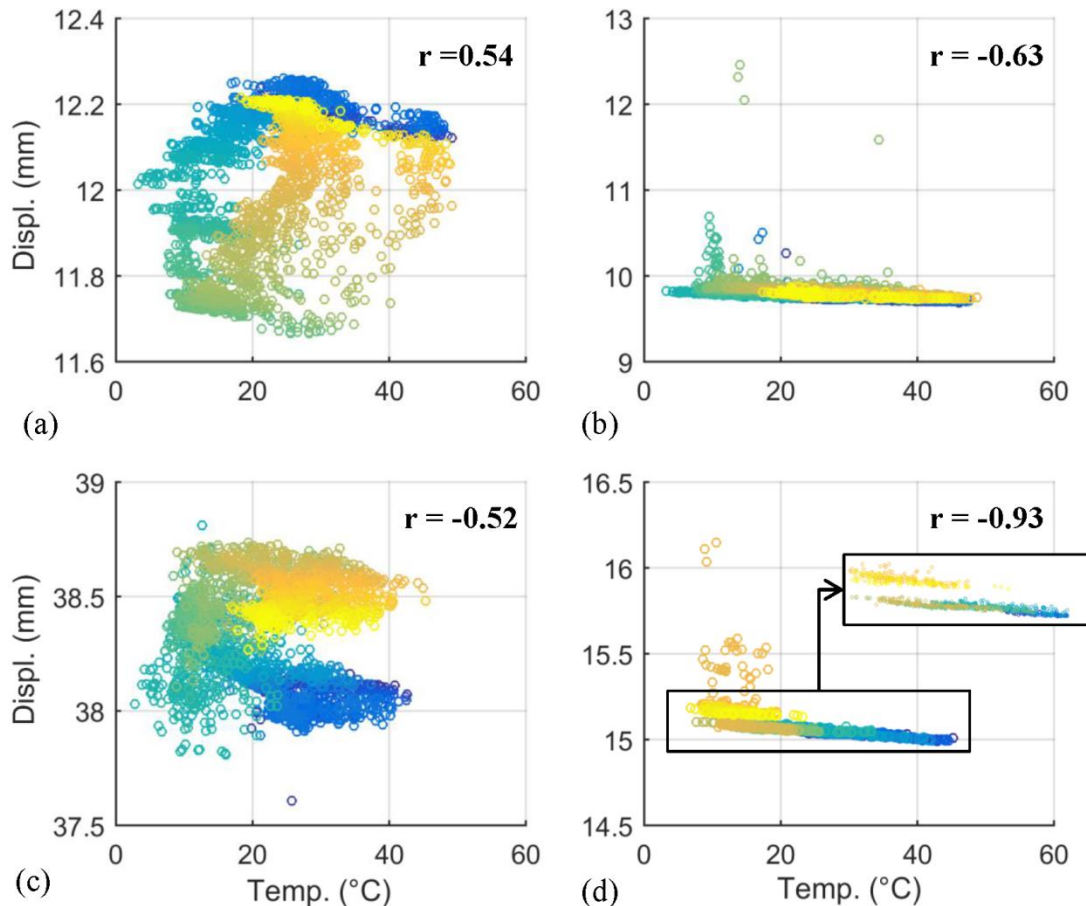 12.4
12.2
12
11.8
11.6
Displ. (mm)
r =0.54
0
20
40
60
(a)
13
12
11
10
9
r = -0.63
0
20
40
60
(b)
39
38.5
38
37.5
Displ. (mm)
r = -0.52
0
20
40
60
Temp. (°C)
(c)
16.5
16
15.5
15
14.5
r = -0.93
0
20
40
60
Temp. (°C)
(d)